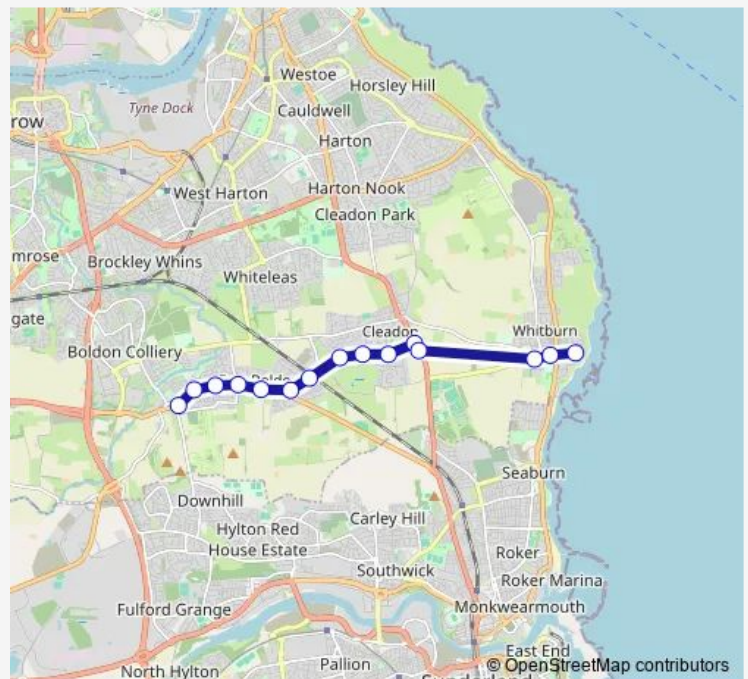 Westoe
Horsley Hill
Cauldwell
Tyne Dock
row
Harton
West Harton
Harton Nook
Cleadon Park
mrose
Brockley Whins
Whiteleas
gate
Cleadon
Whitburn
Boldon Colliery
Seaburn
Downhill
Carley Hill
Hylton Red
House Estate
Roker
Southwick
Roker Marina
Fulford Grange
Monkwearmouth
East End
Pallion
North Hylton
© OpenStreetMap contributors